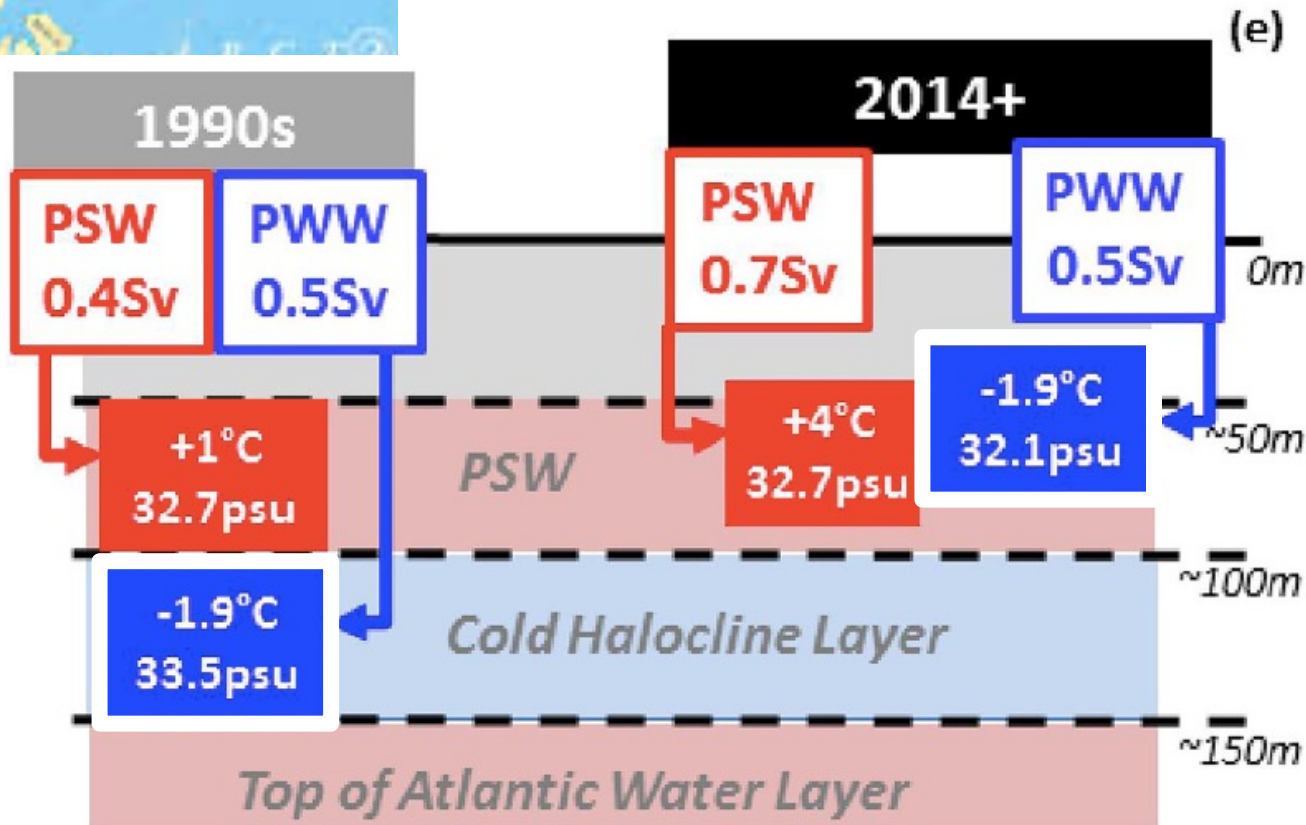 (e)
1990s
2014+
PSW
0.4Sv
PWW
0.5Sv
PSW
0.7Sv
PWW
0.5Sv
0m
+1°C
32.7psu
PSW
+4°C
32.7psu
-1.9°C
32.1psu
~50m
~100m
-1.9°C
33.5psu
Cold Halocline Layer
~150m
Top of Atlantic Water Layer